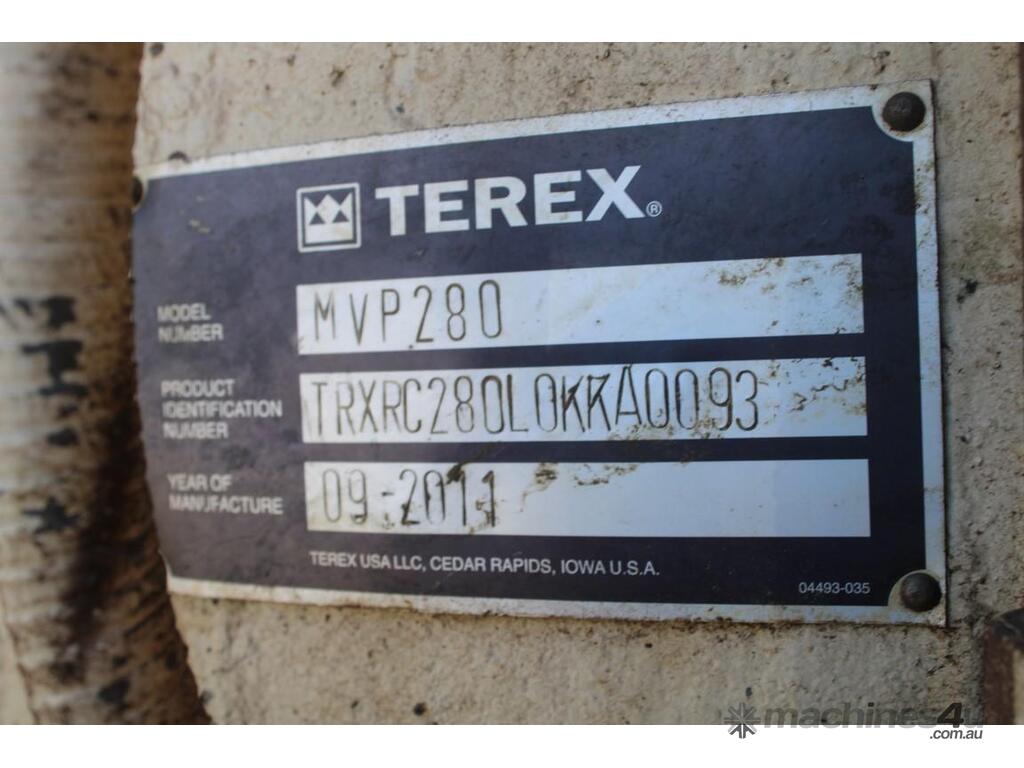 TEREX®
MODEL NUMBER MVP280
PRODUCT IDENTIFICATION NUMBER TRXRC280L0KKA0093
YEAR OF MANUFACTURE 09-2011
TEREX USA LLC, CEDAR RAPIDS, IOWA U.S.A.
04493-035
machines4u
.com.au